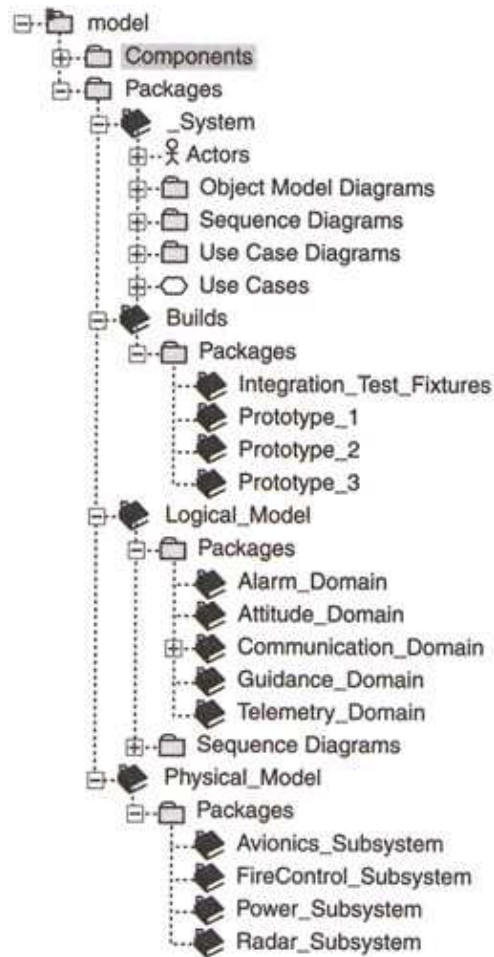 model
Components
Packages
_System
Actors
Object Model Diagrams
Sequence Diagrams
Use Case Diagrams
Use Cases
Builds
Packages
Integration_Test_Fixtures
Prototype_1
Prototype_2
Prototype_3
Logical_Model
Packages
Alarm_Domain
Attitude_Domain
Communication_Domain
Guidance_Domain
Telemetry_Domain
Sequence Diagrams
Physical_Model
Packages
Avionics_Subsystem
FireControl_Subsystem
Power_Subsystem
Radar_Subsystem